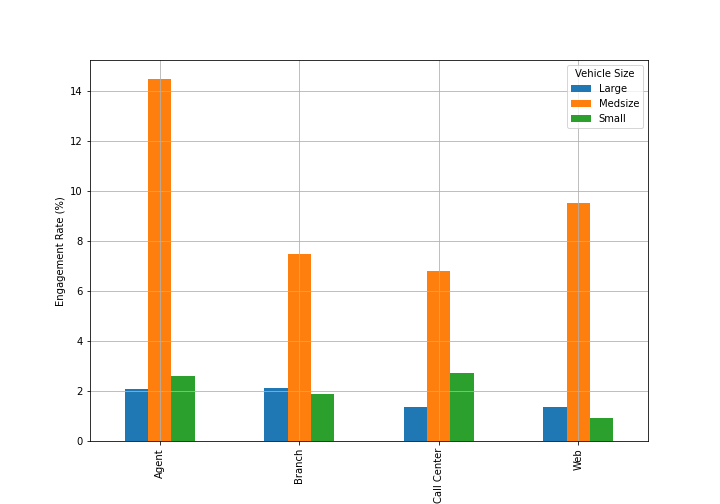 Vehicle Size
Large
Medsize
Small
Engagement Rate (%)
14
12
10
8
6
4
2
0
Agent
Branch
Call Center
Web